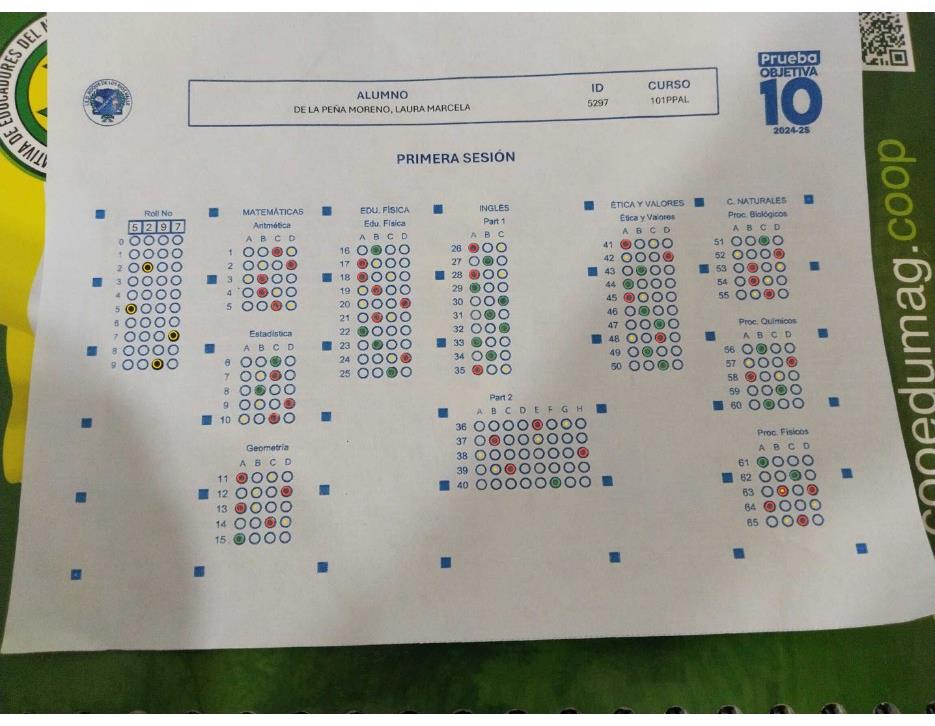 ATIVA DE EDUCADORES DEL
Prueba
OBJETIVA
10
2024-25
ALUMNO
ID
CURSO
DE LA PEÑA MORENO, LAURA MARCELA
5297
101PPAL
PRIMERA SESIÓN
Roll No
5 2 9 7
0
1
2
3
4
5
6
7
8
9
MATEMÁTICAS
Aritmética
A B C D
1
2
3
4
5
Estadística
A B C D
6
7
8
9
10
Geometría
A B C D
11
12
13
14
15
EDU. FÍSICA
Edu. Física
A B C D
16
17
18
19
20
21
22
23
24
25
INGLÉS
Part 1
A B C
26
27
28
29
30
31
32
33
34
35
Part 2
A B C D E F G H
36
37
38
39
40
ÉTICA Y VALORES
Ética y Valores
A B C D
41
42
43
44
45
46
47
48
49
50
C. NATURALES
Proc. Biológicos
A B C D
51
52
53
54
55
Proc. Químicos
A B C D
56
57
58
59
60
Proc. Físicos
A B C D
61
62
63
64
65
coedumag.coop